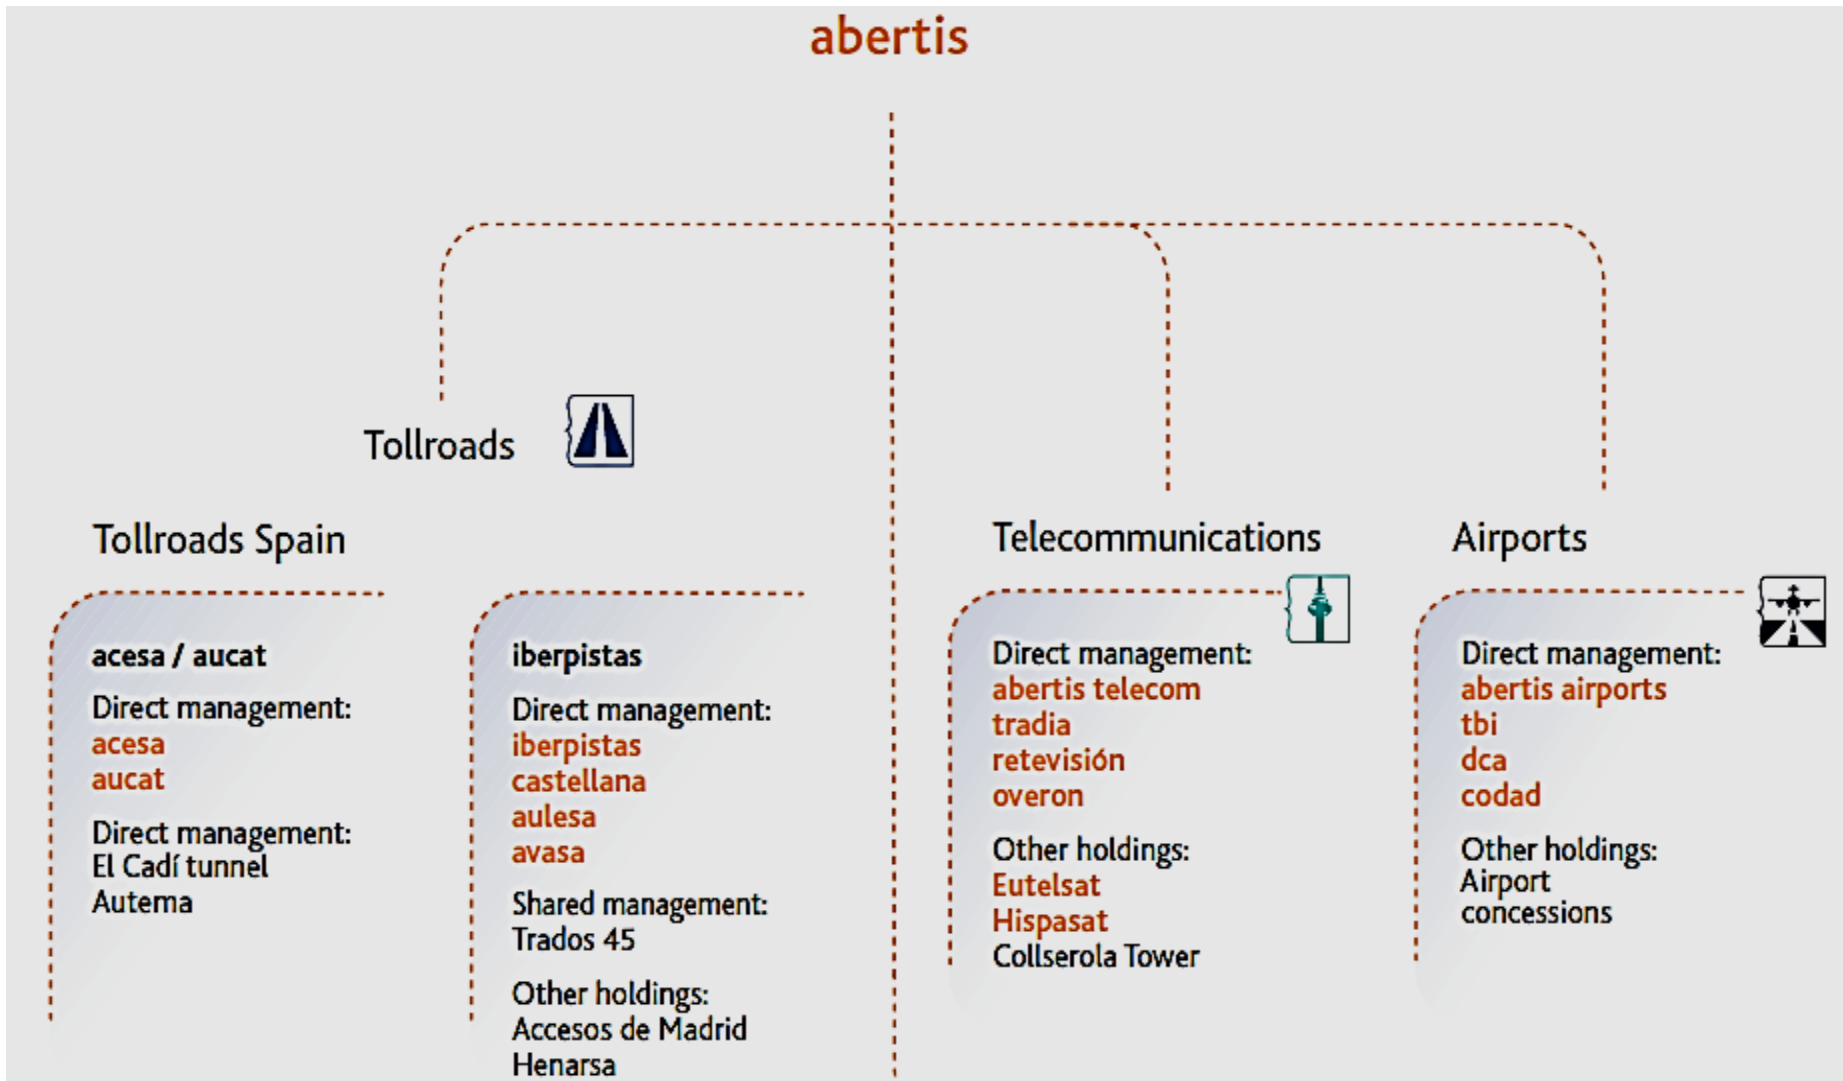 abertis
Tollroads
Tollroads Spain
acesa / aucat
Direct management:
acesa
aucat
Direct management:
El Cadí tunnel
Autema
iberpistas
Direct management:
iberpistas
castellana
aulesa
avasa
Shared management:
Trados 45
Other holdings:
Accesos de Madrid
Henarsa
Telecommunications
Direct management:
abertis telecom
tradia
retevisión
overon
Other holdings:
Eutelsat
Hispasat
Collserola Tower
Airports
Direct management:
abertis airports
tbi
dca
codad
Other holdings:
Airport
concessions